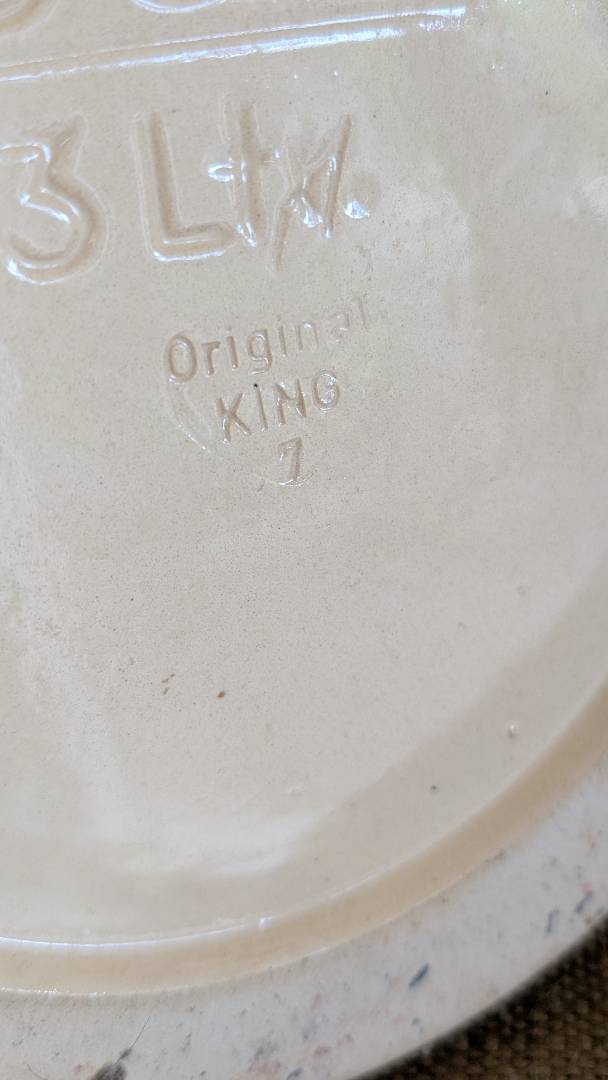 3 Ltr.
Original
KING
7